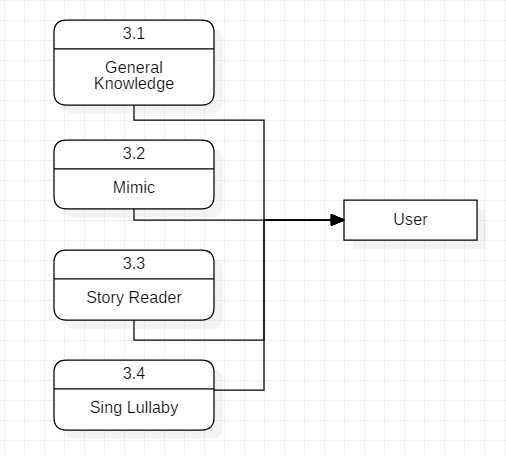 3.1
General
Knowledge
3.2
Mimic
User
3.3
Story Reader
3.4
Sing Lullaby